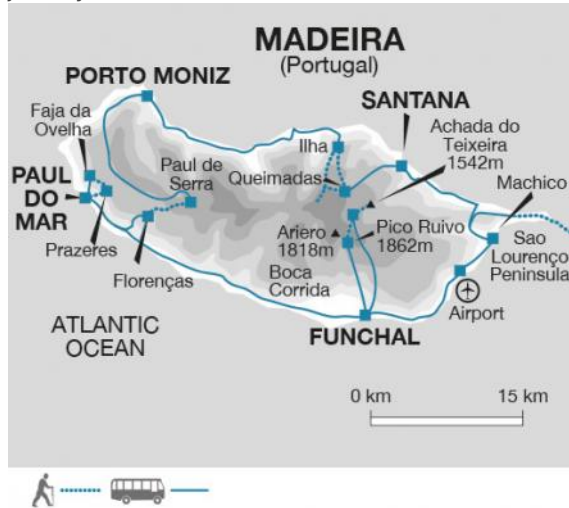 MADEIRA
(Portugal)
PORTO MONIZ
Faja da
Ovelha
SANTANA
Ilha
Achada do
Teixeira
1542m
Paul de
Serra
Queimadas
Machico
PAUL
DO
MAR
Prazeres
Ariero
1818m
Pico Ruivo
1862m
Sao
Lourenço
Peninsula
Florenças
Boca
Corrida
Airport
FUNCHAL
ATLANTIC
OCEAN
0 km
15 km